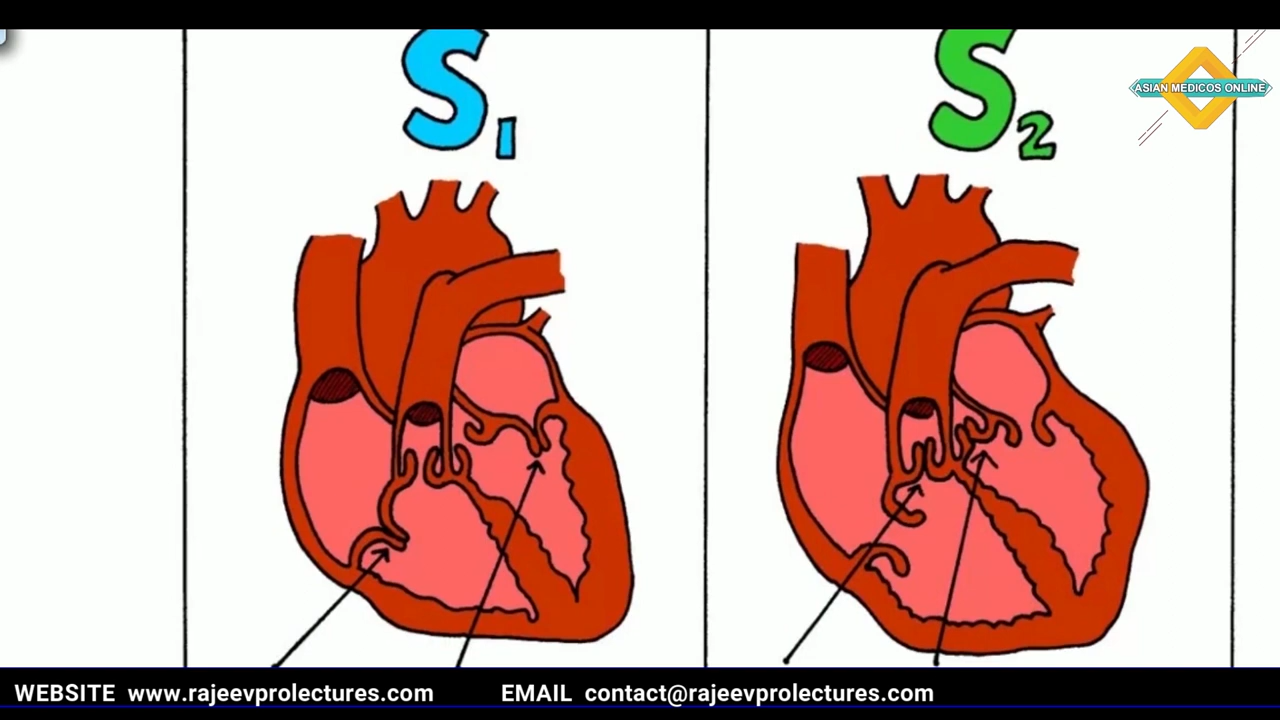 S1
S2
ASIAN MEDICOS ONLINE
WEBSITE www.rajeevprolectures.com EMAIL contact@rajeevprolectures.com